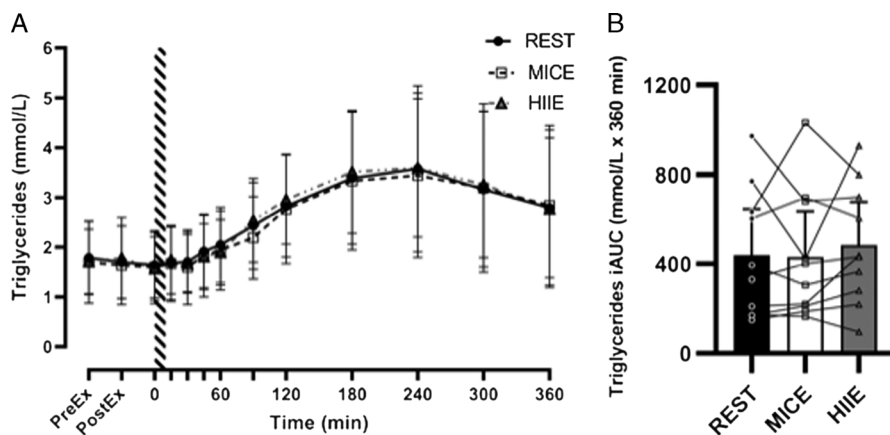 A
Triglycerides (mmol/L)
6
5
4
3
2
1
0
REST
MICE
HIIE
PreEx
PostEx
0
60
120
180
240
300
360
Time (min)
B
Triglycerides iAUC (mmol/L x 360 min)
1200
800
400
0
REST
MICE
HIIE